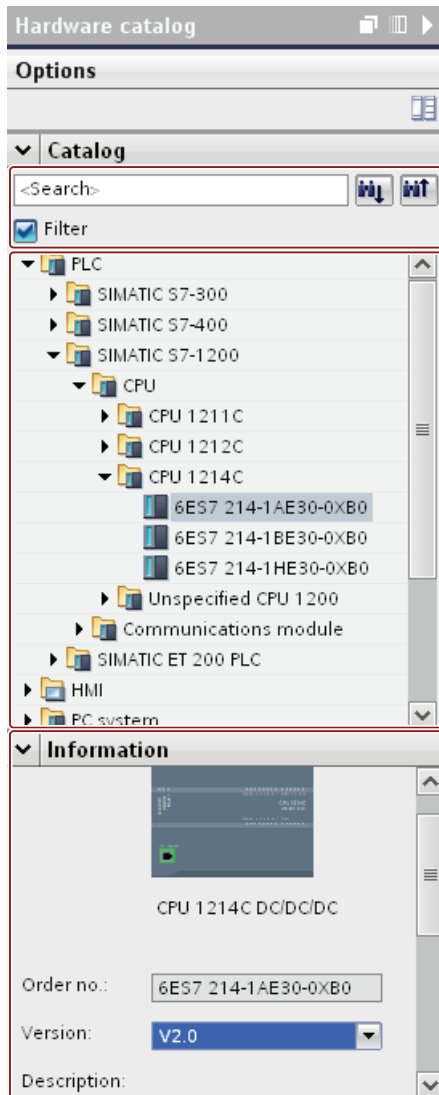 Hardware catalog
Options
Catalog
<Search>
Filter
PLC
SIMATIC S7-300
SIMATIC S7-400
SIMATIC S7-1200
CPU
CPU 1211C
CPU 1212C
CPU 1214C
6ES7 214-1AE30-0XB0
6ES7 214-1BE30-0XB0
6ES7 214-1HE30-0XB0
Unspecified CPU 1200
Communications module
SIMATIC ET 200 PLC
HMI
PC system
Information
CPU 1214C DC/DC/DC
Order no.: 6ES7 214-1AE30-0XB0
Version: V2.0
Description: